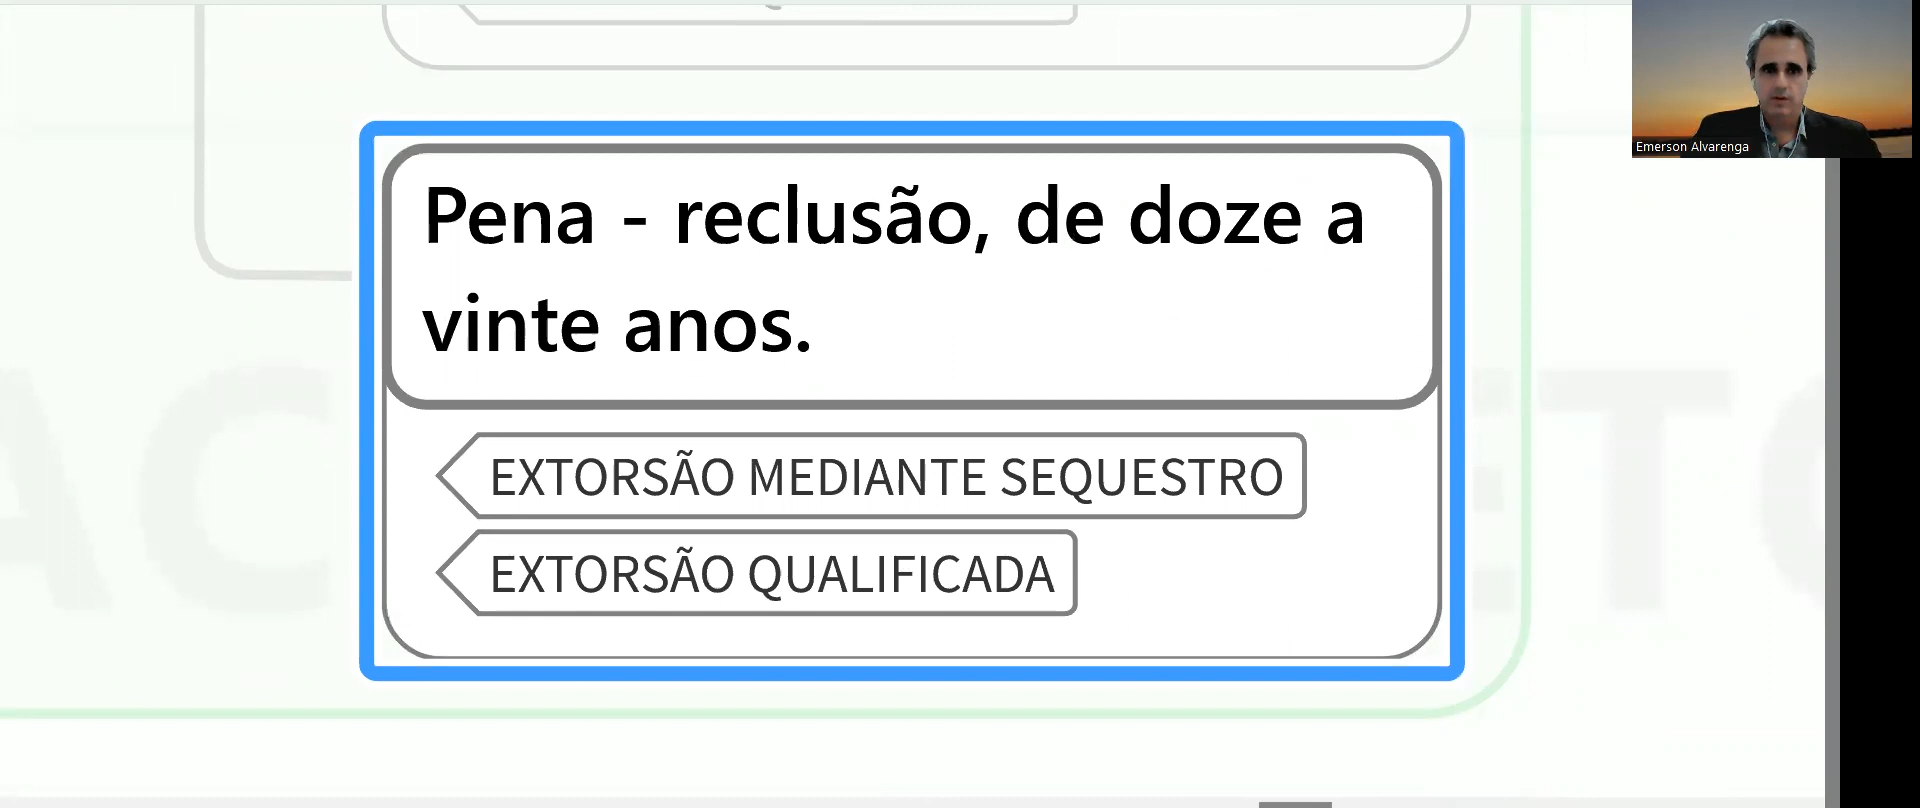 Emerson Alvarenga
Pena - reclusão, de doze a
vinte anos.
EXTORSÃO MEDIANTE SEQUESTRO
EXTORSÃO QUALIFICADA